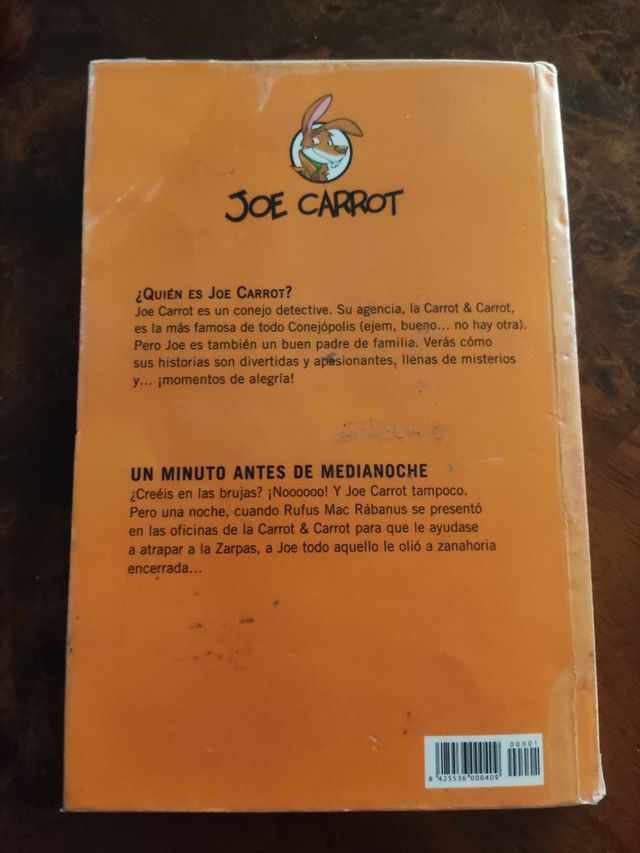 JOE CARROT
¿QUIÉN ES JOE CARROT?
Joe Carrot es un conejo detective. Su agencia, la Carrot & Carrot,
es la más famosa de todo Conejópolis (ejem, bueno... no hay otra).
Pero Joe es también un buen padre de familia. Verás cómo
sus historias son divertidas y apasionantes, llenas de misterios
y... ¡momentos de alegría!
UN MINUTO ANTES DE MEDIANOCHE
¿Creéis en las brujas? ¡Noooooo! Y Joe Carrot tampoco.
Pero una noche, cuando Rufus Mac Rábanus se presentó
en las oficinas de la Carrot & Carrot para que le ayudase
a atrapar a la Zarpas, a Joe todo aquello le olió a zanahoria
encerrada...
00001
8 425536 000409